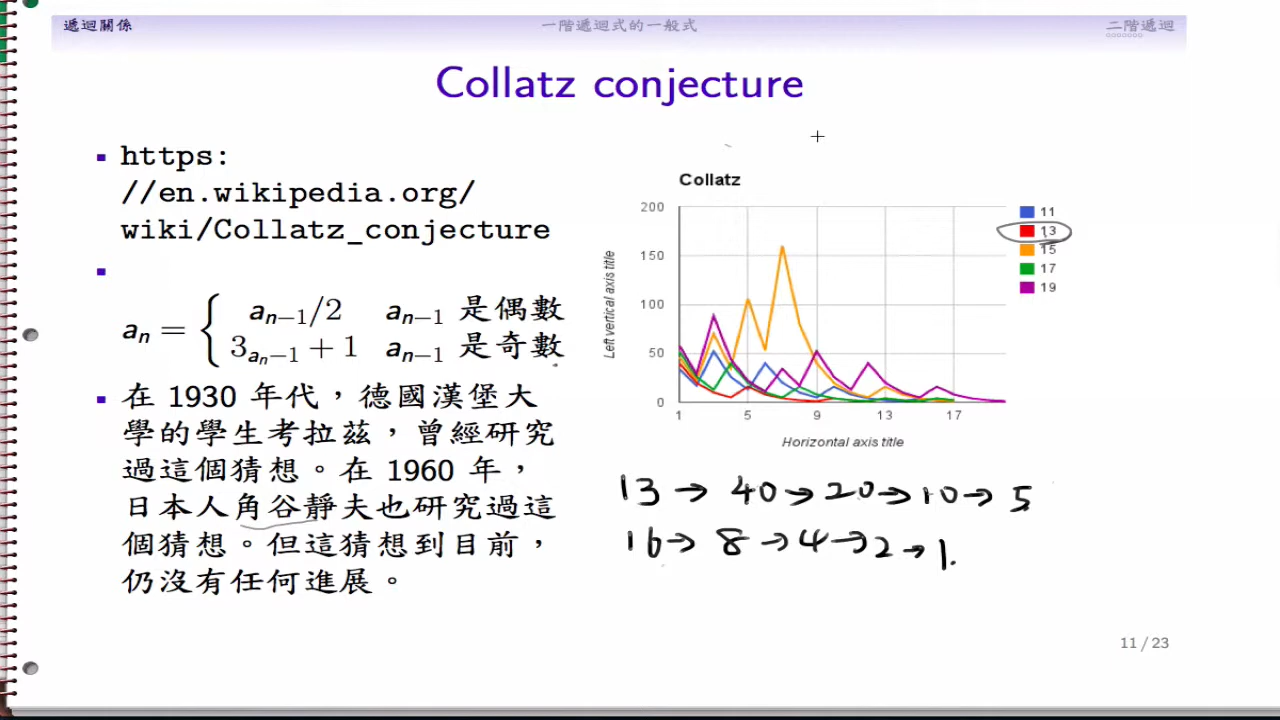 遞迴關係 一階遞迴式的一般式 二階遞迴
Collatz conjecture
https:
//en.wikipedia.org/
wiki/Collatz_conjecture
aₙ = { aₙ₋₁/2 aₙ₋₁ 是偶數
3ₐₙ₋₁ + 1 aₙ₋₁ 是奇數
在 1930 年代，德國漢堡大
學的學生考拉茲，曾經研究
過這個猜想。在 1960 年，
日本人角谷靜夫也研究過這
個猜想。但這猜想到目前，
仍沒有任何進展。
Collatz
200
150
100
50
0
1 5 9 13 17
Left vertical axis title
Horizontal axis title
11
13
15
17
19
13 → 40 → 20 → 10 → 5
16 → 8 → 4 → 2 → 1.
11 / 23